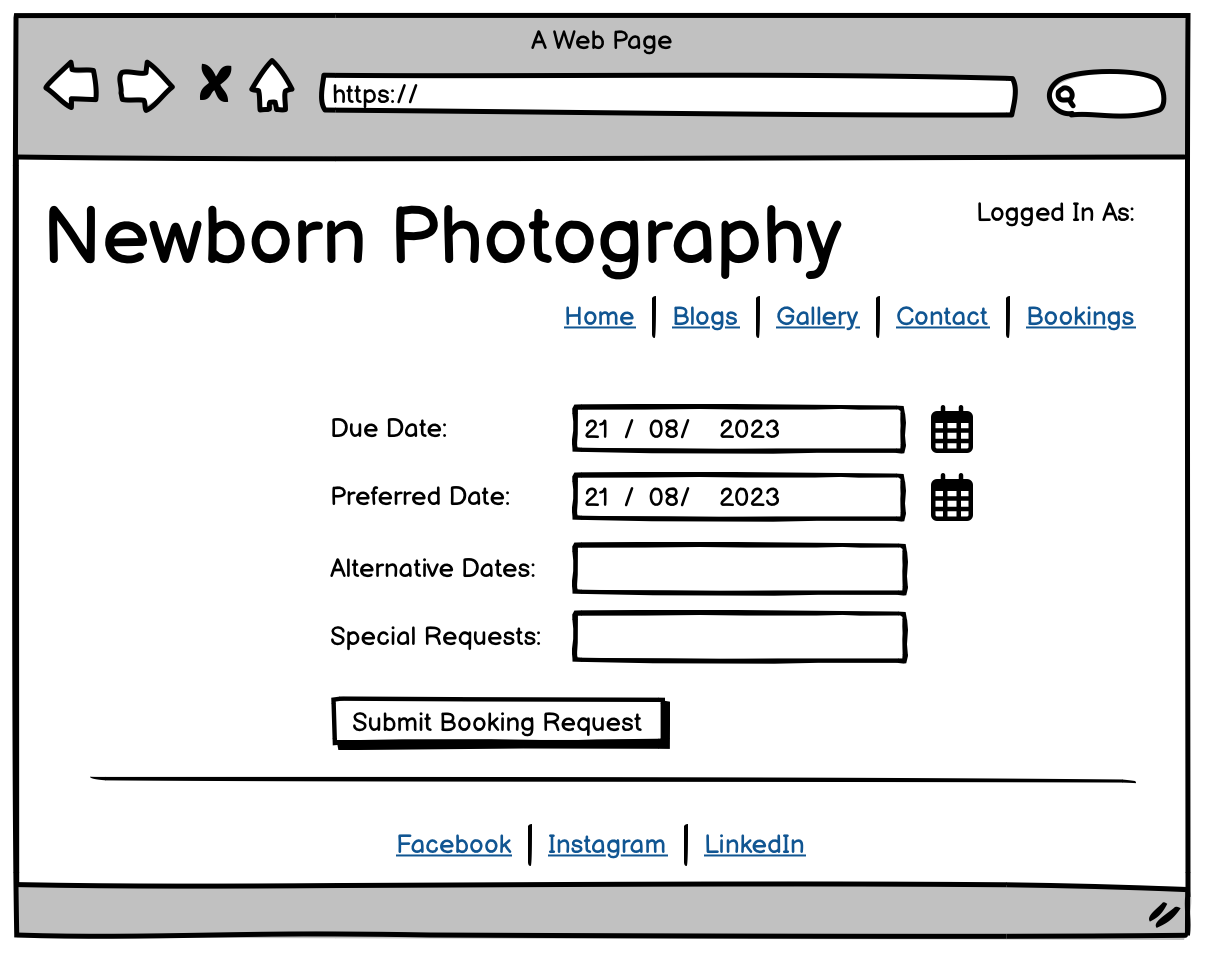 A Web Page
https://
Newborn Photography
Logged In As:
Home Blogs Gallery Contact Bookings
Due Date: 21 / 08/ 2023
Preferred Date: 21 / 08/ 2023
Alternative Dates:
Special Requests:
Submit Booking Request
Facebook Instagram LinkedIn